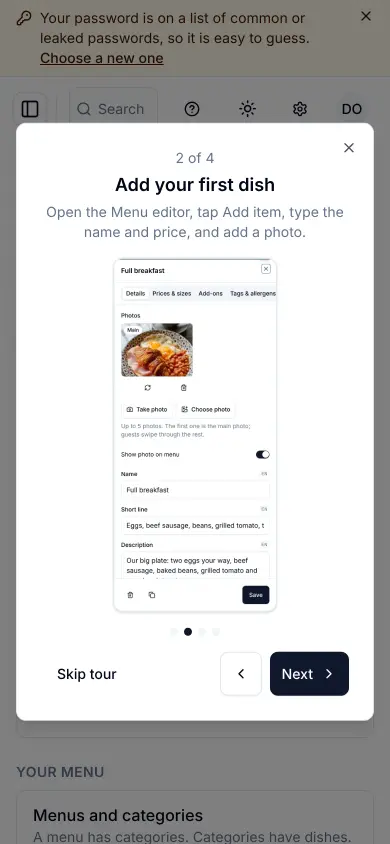 Your password is on a list of common or
leaked passwords, so it is easy to guess.
Choose a new one
Search
DO
2 of 4
Add your first dish
Open the Menu editor, tap Add item, type the
name and price, and add a photo.
Full breakfast
Details Prices & sizes Add-ons Tags & allergens
Photos
Main
Take photo Choose photo
Up to 5 photos. The first one is the main photo;
guests swipe through the rest.
Show photo on menu
Name EN
Full breakfast
Short line EN
Eggs, beef sausage, beans, grilled tomato, t
Description EN
Our big plate: two eggs your way, beef
sausage, baked beans, grilled tomato and
Save
Skip tour
Next
YOUR MENU
Menus and categories
A menu has categories. Categories have dishes.